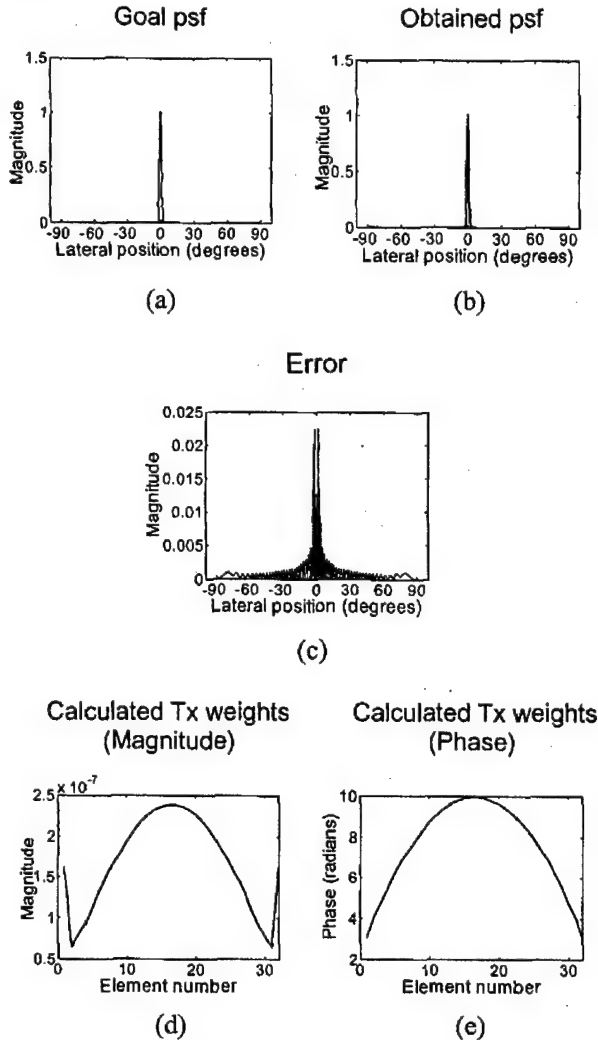 Goal psf
Obtained psf
1.5
1
0.5
0
Magnitude
-90 -60 -30 0 30 60 90
Lateral position (degrees)
(a)
1.5
1
0.5
0
Magnitude
-90 -60 -30 0 30 60 90
Lateral position (degrees)
(b)
Error
0.025
0.02
0.015
0.01
0.005
0
Magnitude
-90 -60 -30 0 30 60 90
Lateral position (degrees)
(c)
Calculated Tx weights
(Magnitude)
x 10-7
2.5
2
1.5
1
0.5
Magnitude
0 10 20 30
Element number
(d)
Calculated Tx weights
(Phase)
10
8
6
4
2
Phase (radians)
0 10 20 30
Element number
(e)